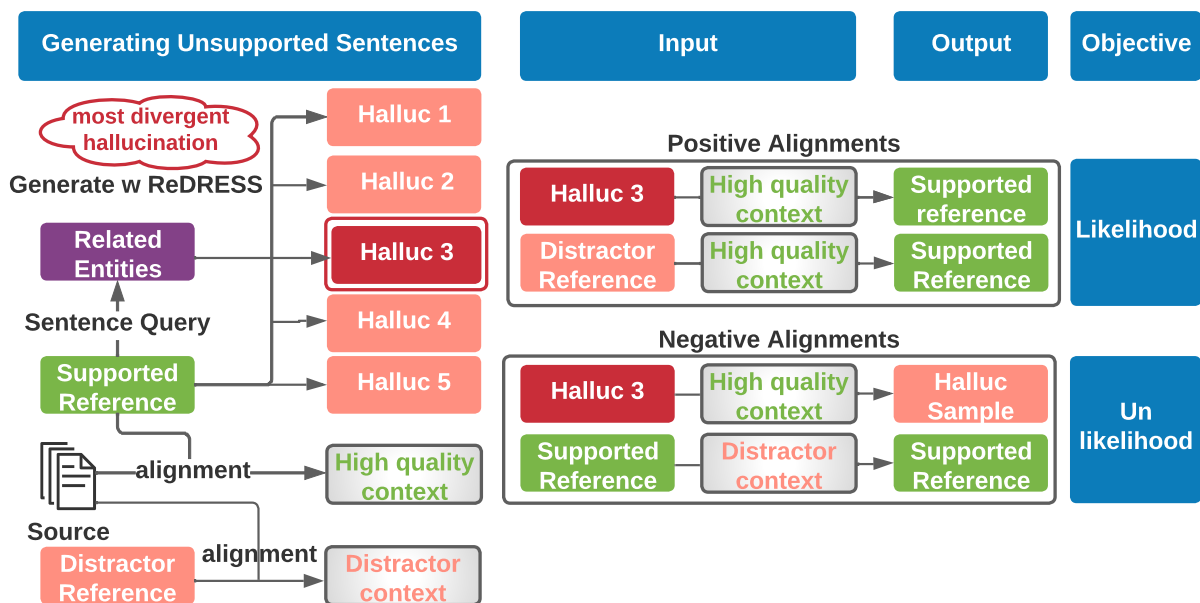 Generating Unsupported Sentences
Input
Output
Objective
most divergent
hallucination
Generate w ReDRESS
Related
Entities
Sentence Query
Supported
Reference
alignment
Source
Distractor
Reference
alignment
Halluc 1
Halluc 2
Halluc 3
Halluc 4
Halluc 5
High quality
context
Distractor
context
Positive Alignments
Halluc 3
High quality
context
Supported
reference
Distractor
Reference
High quality
context
Supported
Reference
Likelihood
Negative Alignments
Halluc 3
High quality
context
Halluc
Sample
Supported
Reference
Distractor
context
Supported
Reference
Un
likelihood